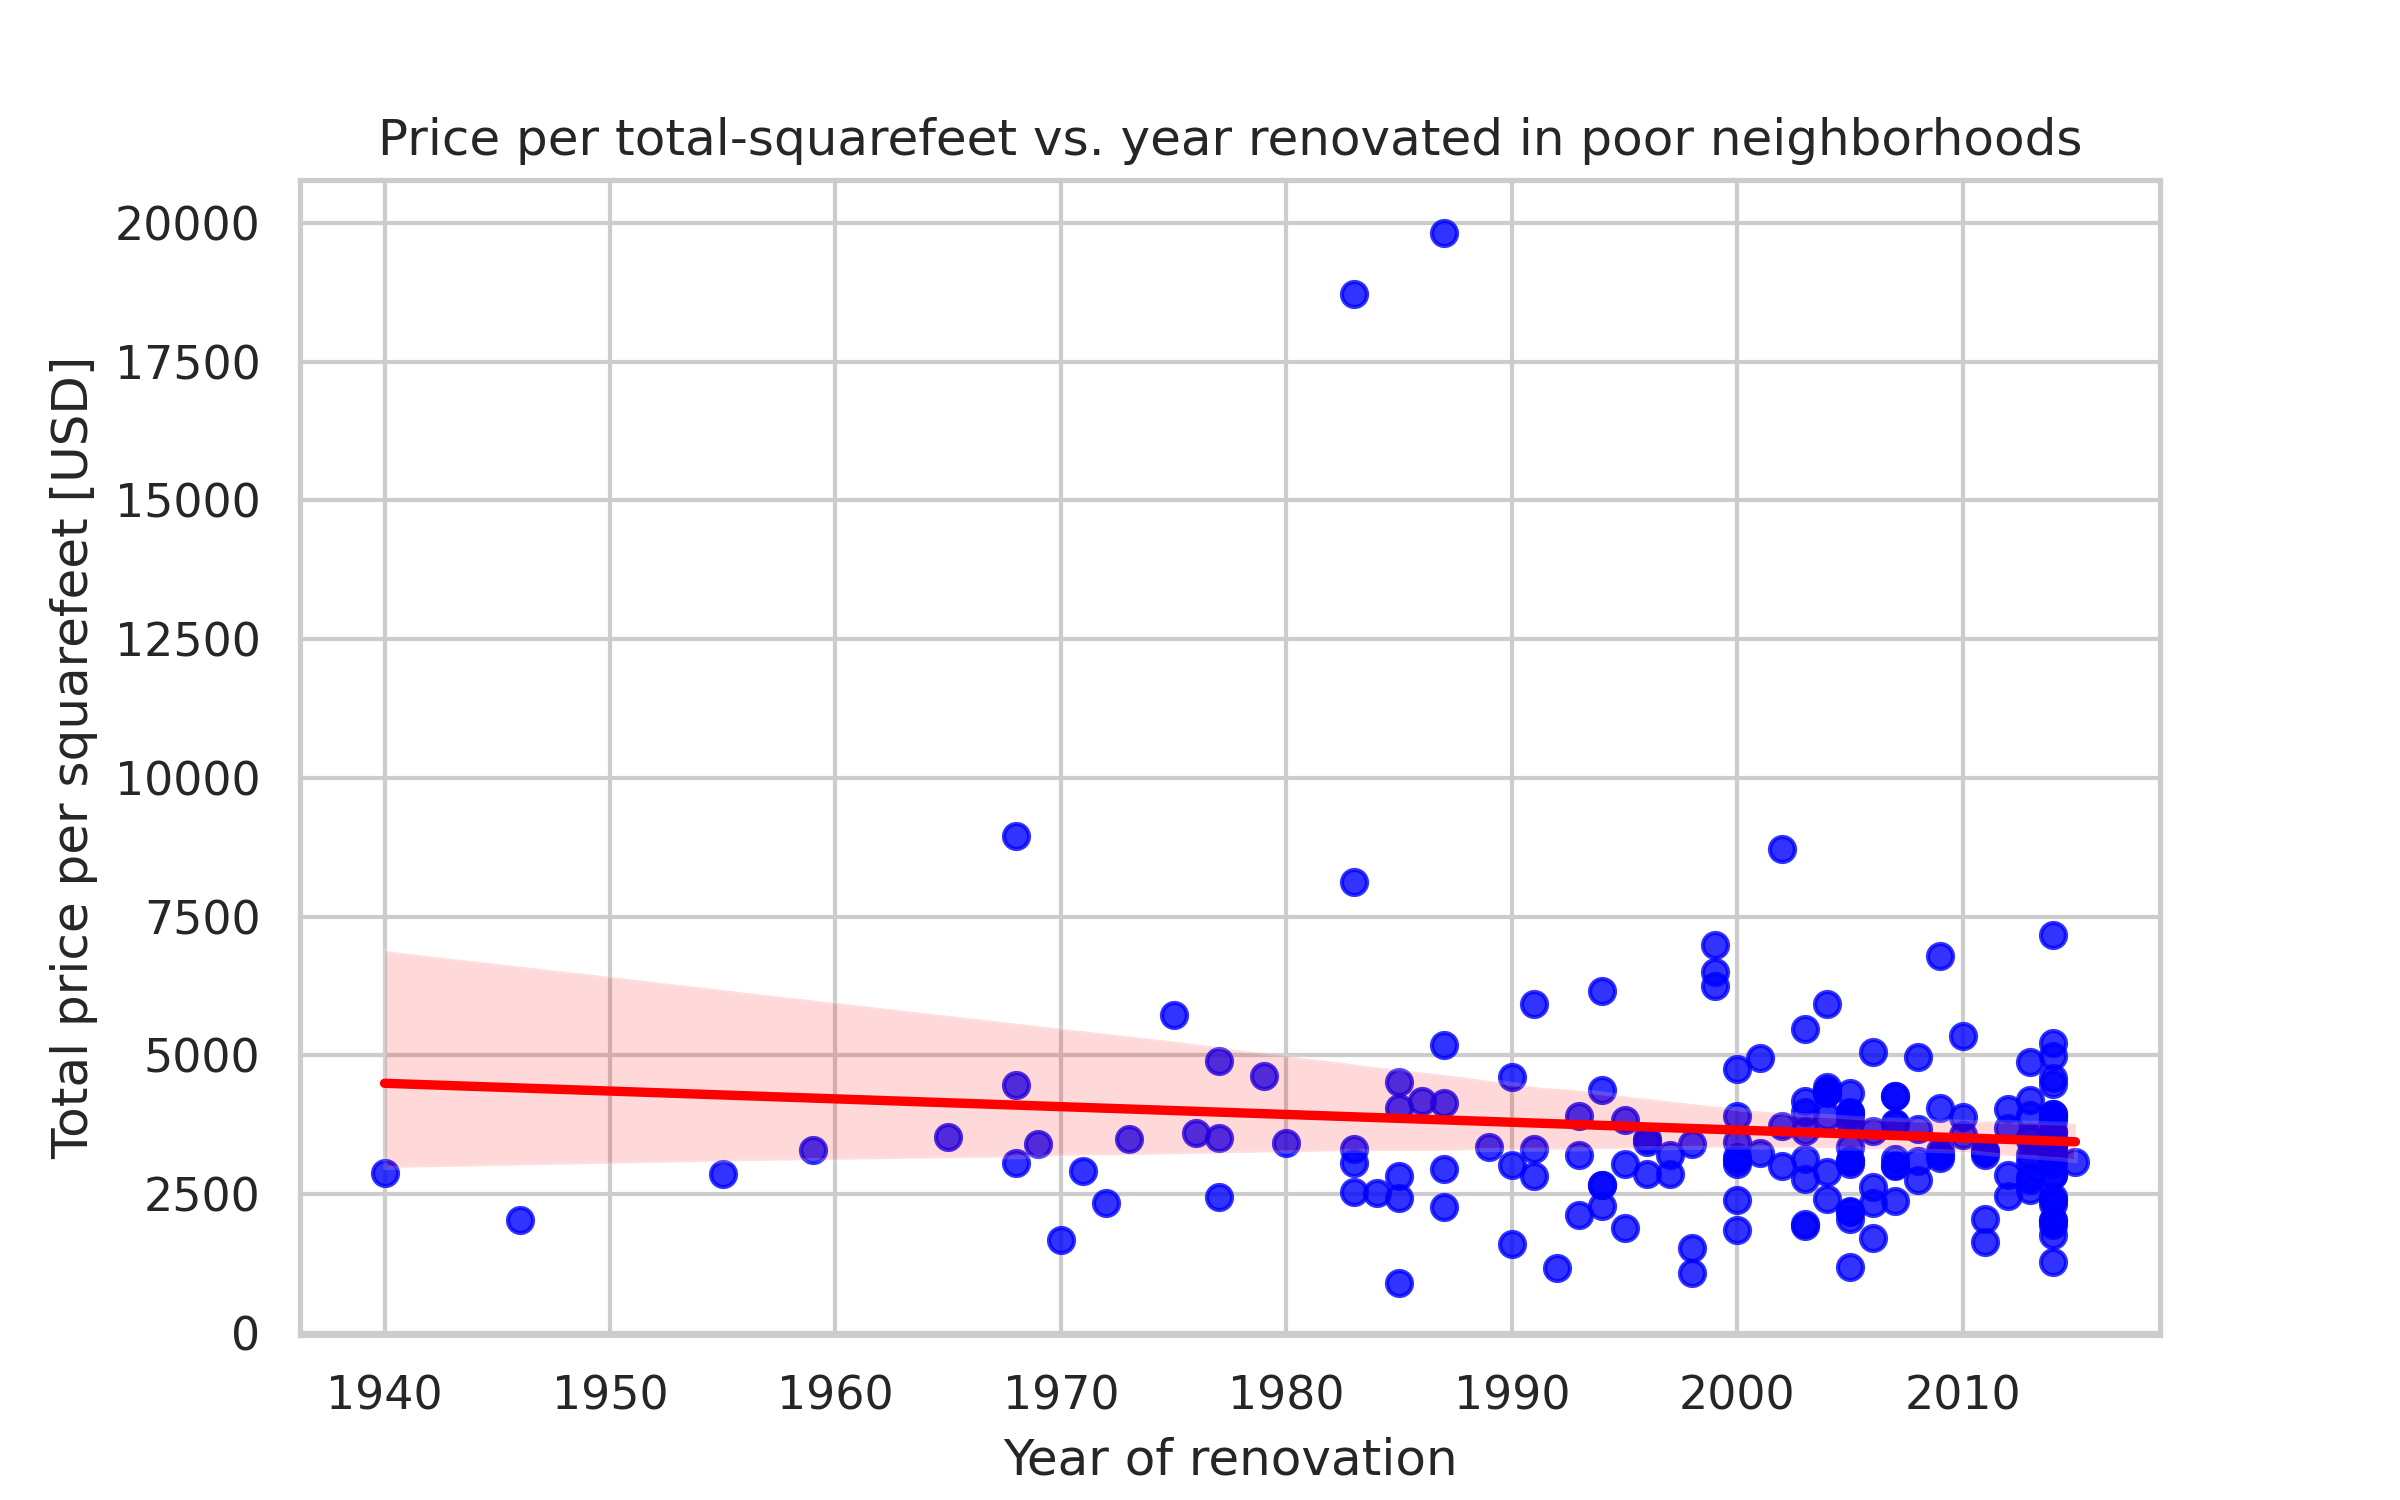 Price per total-squarefeet vs. year renovated in poor neighborhoods
Total price per squarefeet [USD]
20000
17500
15000
12500
10000
7500
5000
2500
0
1940 1950 1960 1970 1980 1990 2000 2010
Year of renovation